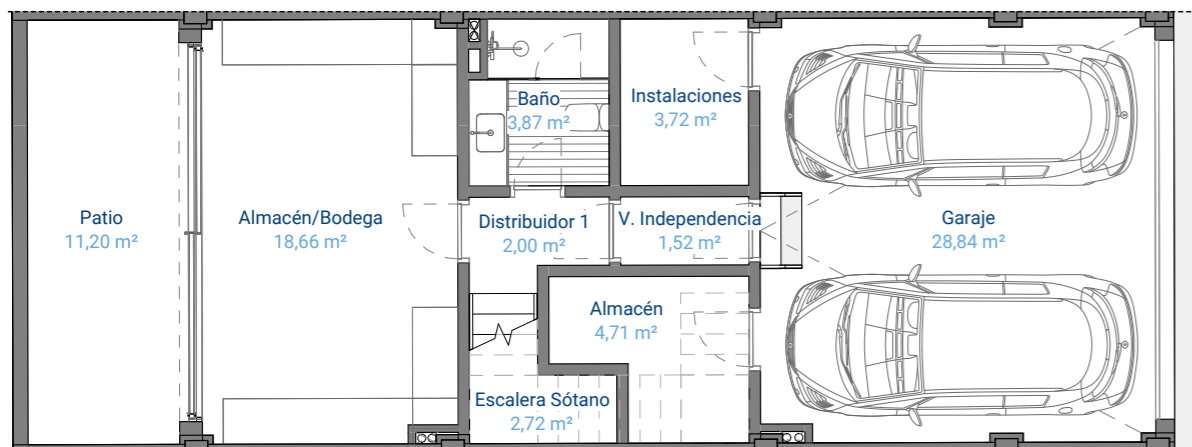 Baño
3,87 m²
Instalaciones
3,72 m²
Patio
11,20 m²
Almacén/Bodega
18,66 m²
Distribuidor 1
2,00 m²
V. Independencia
1,52 m²
Garaje
28,84 m²
Almacén
4,71 m²
Escalera Sótano
2,72 m²